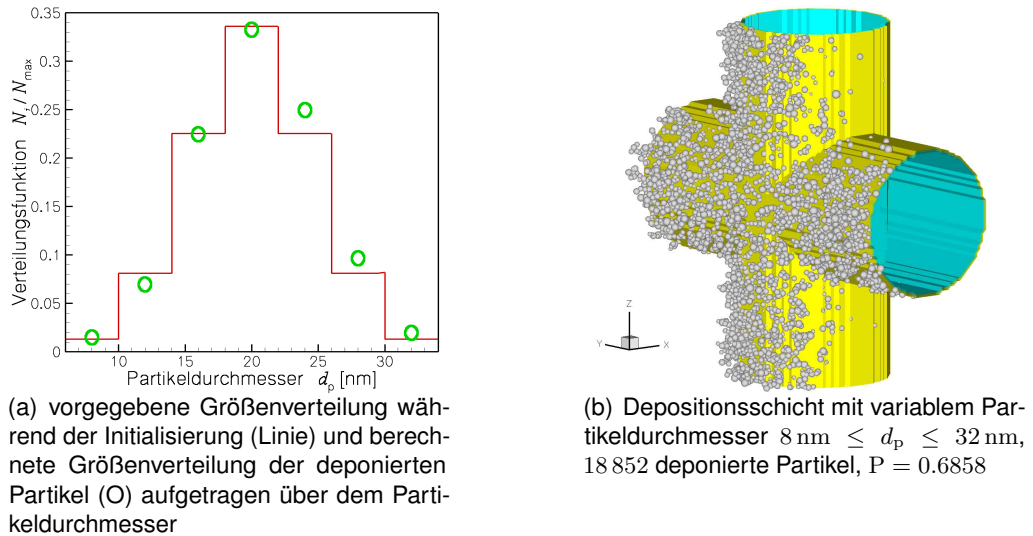 0.35
0.3
0.25
0.2
0.15
0.1
0.05
0
Verteilungsfunktion N_i / N_max
10 15 20 25 30
Partikeldurchmesser d_p [nm]
(a) vorgegebene Größenverteilung wäh-
rend der Initialisierung (Linie) und berech-
nete Größenverteilung der deponierten
Partikel (O) aufgetragen über dem Parti-
keldurchmesser
Z
Y
X
(b) Depositionsschicht mit variablem Par-
tikeldurchmesser 8 nm ≤ d_p ≤ 32 nm,
18 852 deponierte Partikel, P = 0.6858